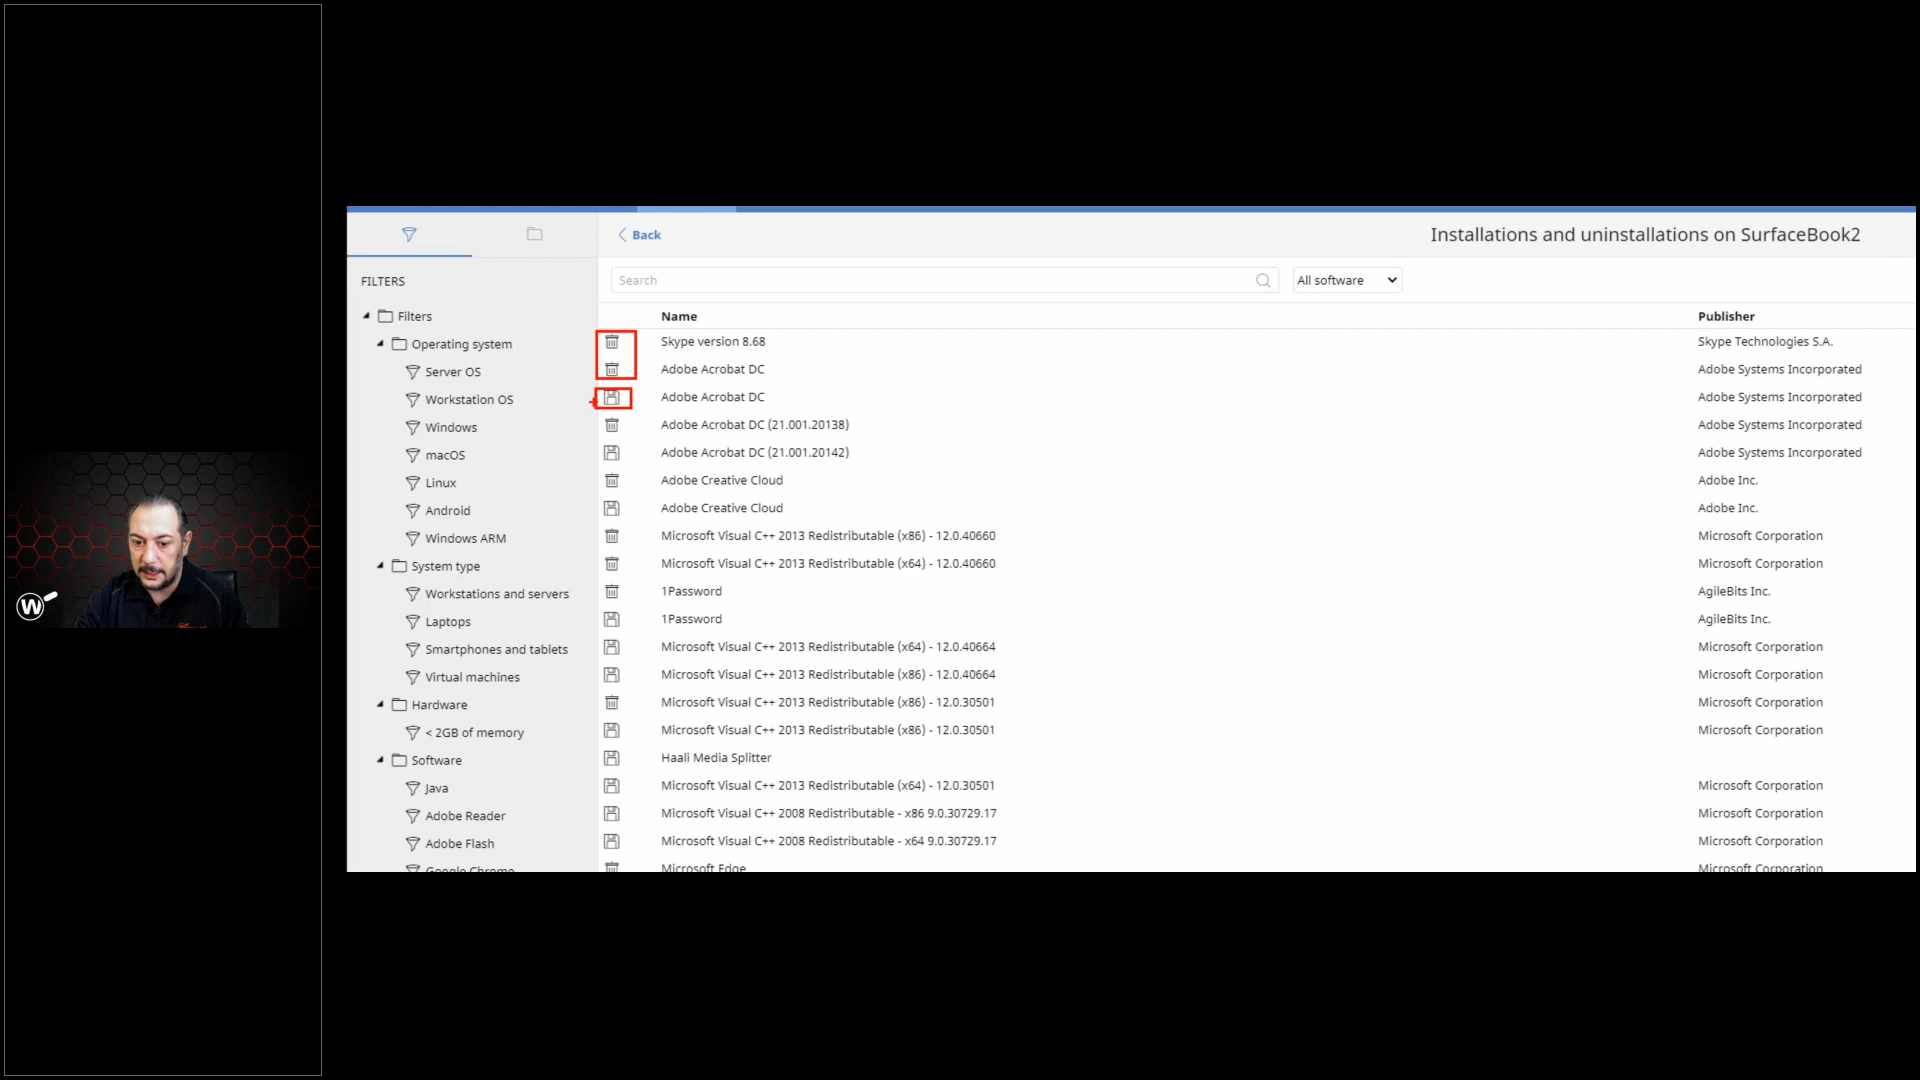 Back
Installations and uninstallations on SurfaceBook2
FILTERS
Search
All software
Filters
Operating system
Server OS
Workstation OS
Windows
macOS
Linux
Android
Windows ARM
System type
Workstations and servers
Laptops
Smartphones and tablets
Virtual machines
Hardware
< 2GB of memory
Software
Java
Adobe Reader
Adobe Flash
Google Chrome
Name Publisher
Skype version 8.68 Skype Technologies S.A.
Adobe Acrobat DC Adobe Systems Incorporated
Adobe Acrobat DC Adobe Systems Incorporated
Adobe Acrobat DC (21.001.20138) Adobe Systems Incorporated
Adobe Acrobat DC (21.001.20142) Adobe Systems Incorporated
Adobe Creative Cloud Adobe Inc.
Adobe Creative Cloud Adobe Inc.
Microsoft Visual C++ 2013 Redistributable (x86) - 12.0.40660 Microsoft Corporation
Microsoft Visual C++ 2013 Redistributable (x64) - 12.0.40660 Microsoft Corporation
1Password AgileBits Inc.
1Password AgileBits Inc.
Microsoft Visual C++ 2013 Redistributable (x64) - 12.0.40664 Microsoft Corporation
Microsoft Visual C++ 2013 Redistributable (x86) - 12.0.40664 Microsoft Corporation
Microsoft Visual C++ 2013 Redistributable (x86) - 12.0.30501 Microsoft Corporation
Microsoft Visual C++ 2013 Redistributable (x86) - 12.0.30501 Microsoft Corporation
Haali Media Splitter
Microsoft Visual C++ 2013 Redistributable (x64) - 12.0.30501 Microsoft Corporation
Microsoft Visual C++ 2008 Redistributable - x86 9.0.30729.17 Microsoft Corporation
Microsoft Visual C++ 2008 Redistributable - x64 9.0.30729.17 Microsoft Corporation
Microsoft Edge Microsoft Corporation
W